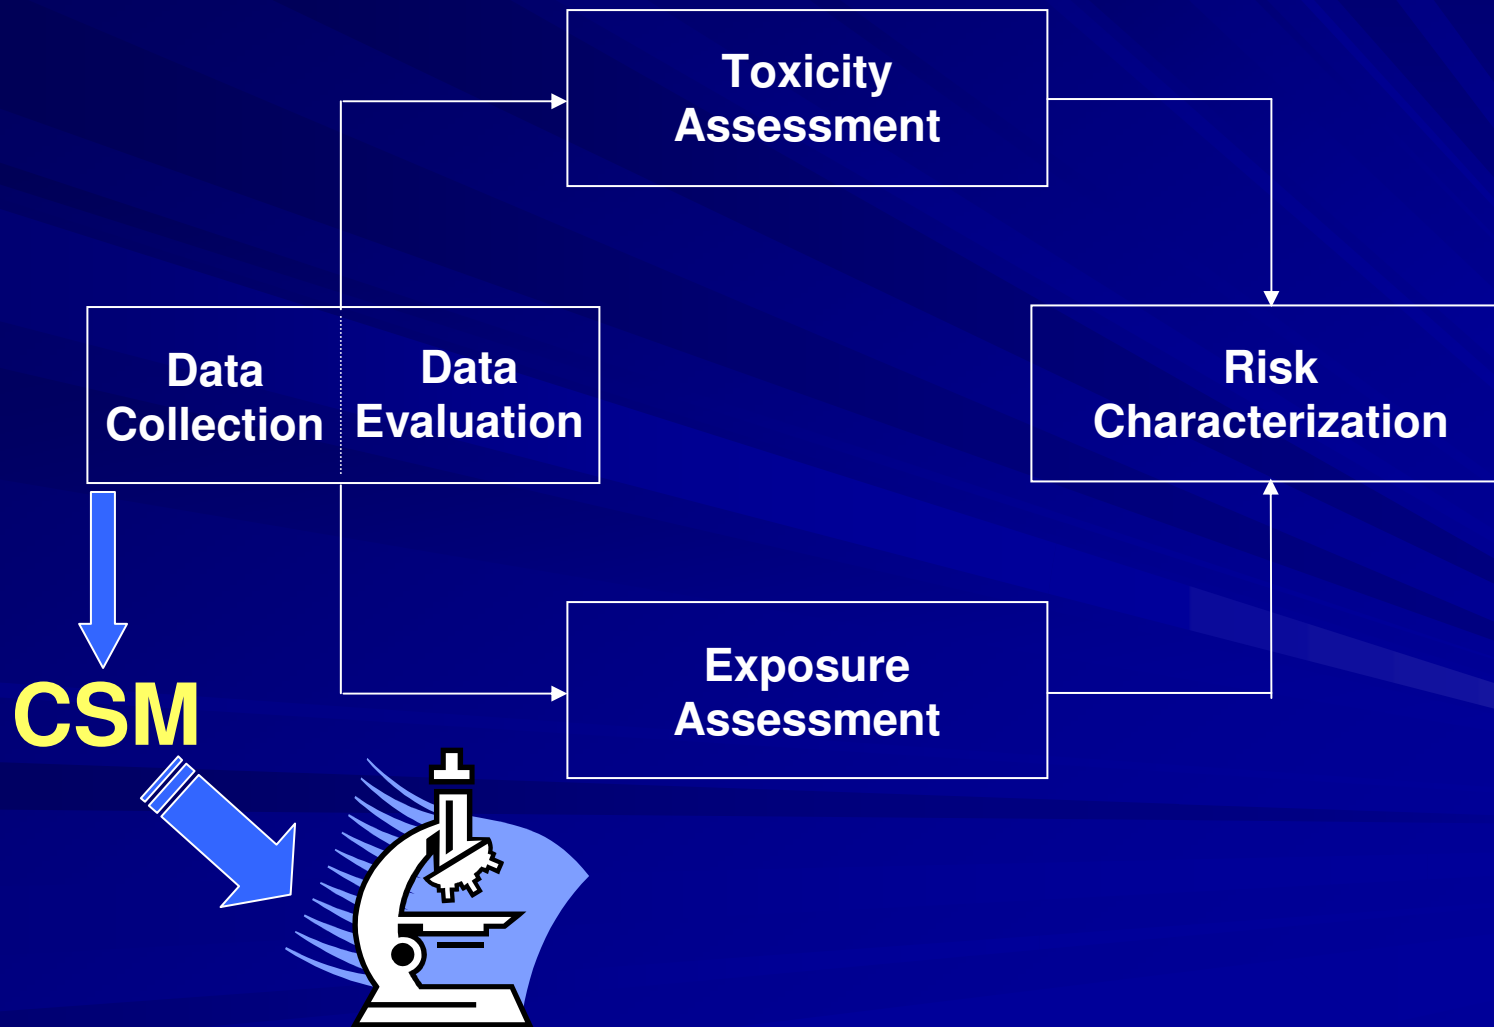 Toxicity
Assessment
Data
Collection
Data
Evaluation
Risk
Characterization
CSM
Exposure
Assessment